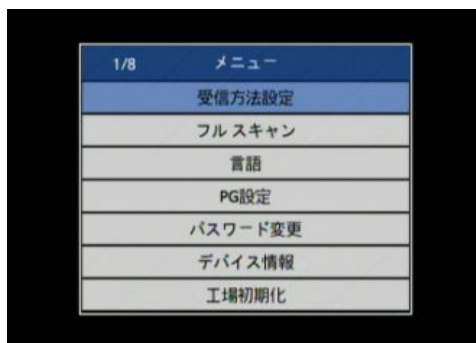 1/8 メニュー
受信方法設定
フル スキャン
言語
PG設定
パスワード変更
デバイス情報
工場初期化